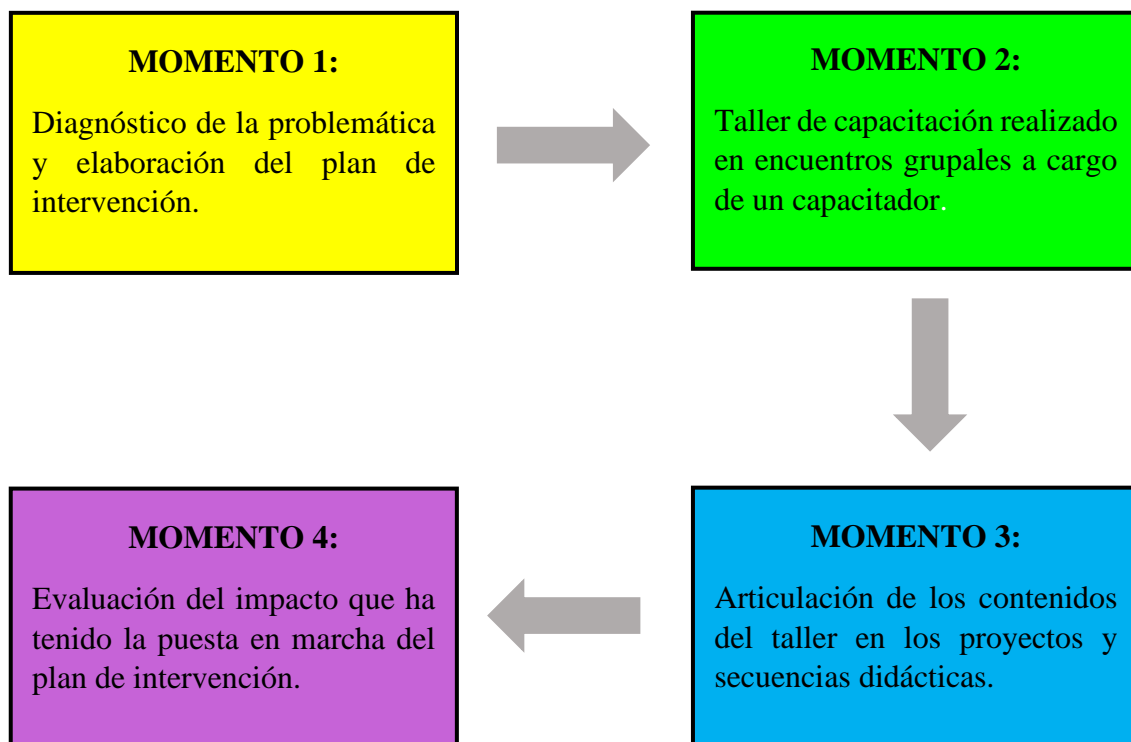 MOMENTO 1:
Diagnóstico de la problemática
y elaboración del plan de
intervención.
MOMENTO 2:
Taller de capacitación realizado
en encuentros grupales a cargo
de un capacitador.
MOMENTO 3:
Articulación de los contenidos
del taller en los proyectos y
secuencias didácticas.
MOMENTO 4:
Evaluación del impacto que ha
tenido la puesta en marcha del
plan de intervención.